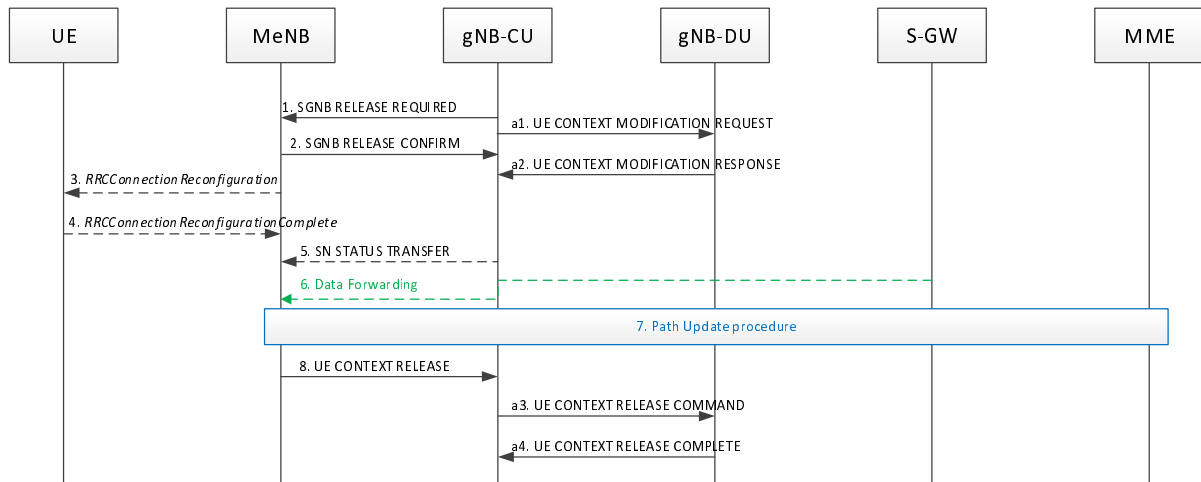 UE
MeNB
gNB-CU
gNB-DU
S-GW
MME
1. SGNB RELEASE REQUIRED
a1. UE CONTEXT MODIFICATION REQUEST
2. SGNB RELEASE CONFIRM
a2. UE CONTEXT MODIFICATION RESPONSE
3. RRCConnectionReconfiguration
4. RRCConnectionReconfigurationComplete
5. SN STATUS TRANSFER
6. Data Forwarding
7. Path Update procedure
8. UE CONTEXT RELEASE
a3. UE CONTEXT RELEASE COMMAND
a4. UE CONTEXT RELEASE COMPLETE